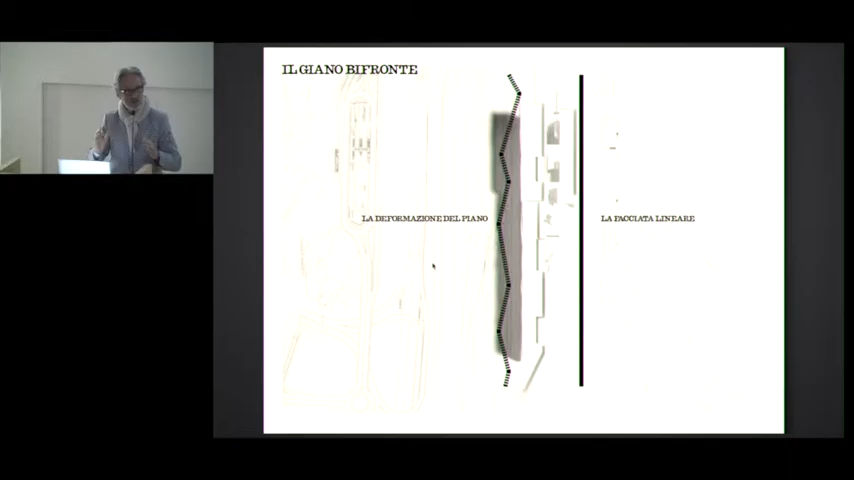 IL GIANO BIFRONTE
LA DEFORMAZIONE DEL PIANO
LA FACCIATA LINEARE